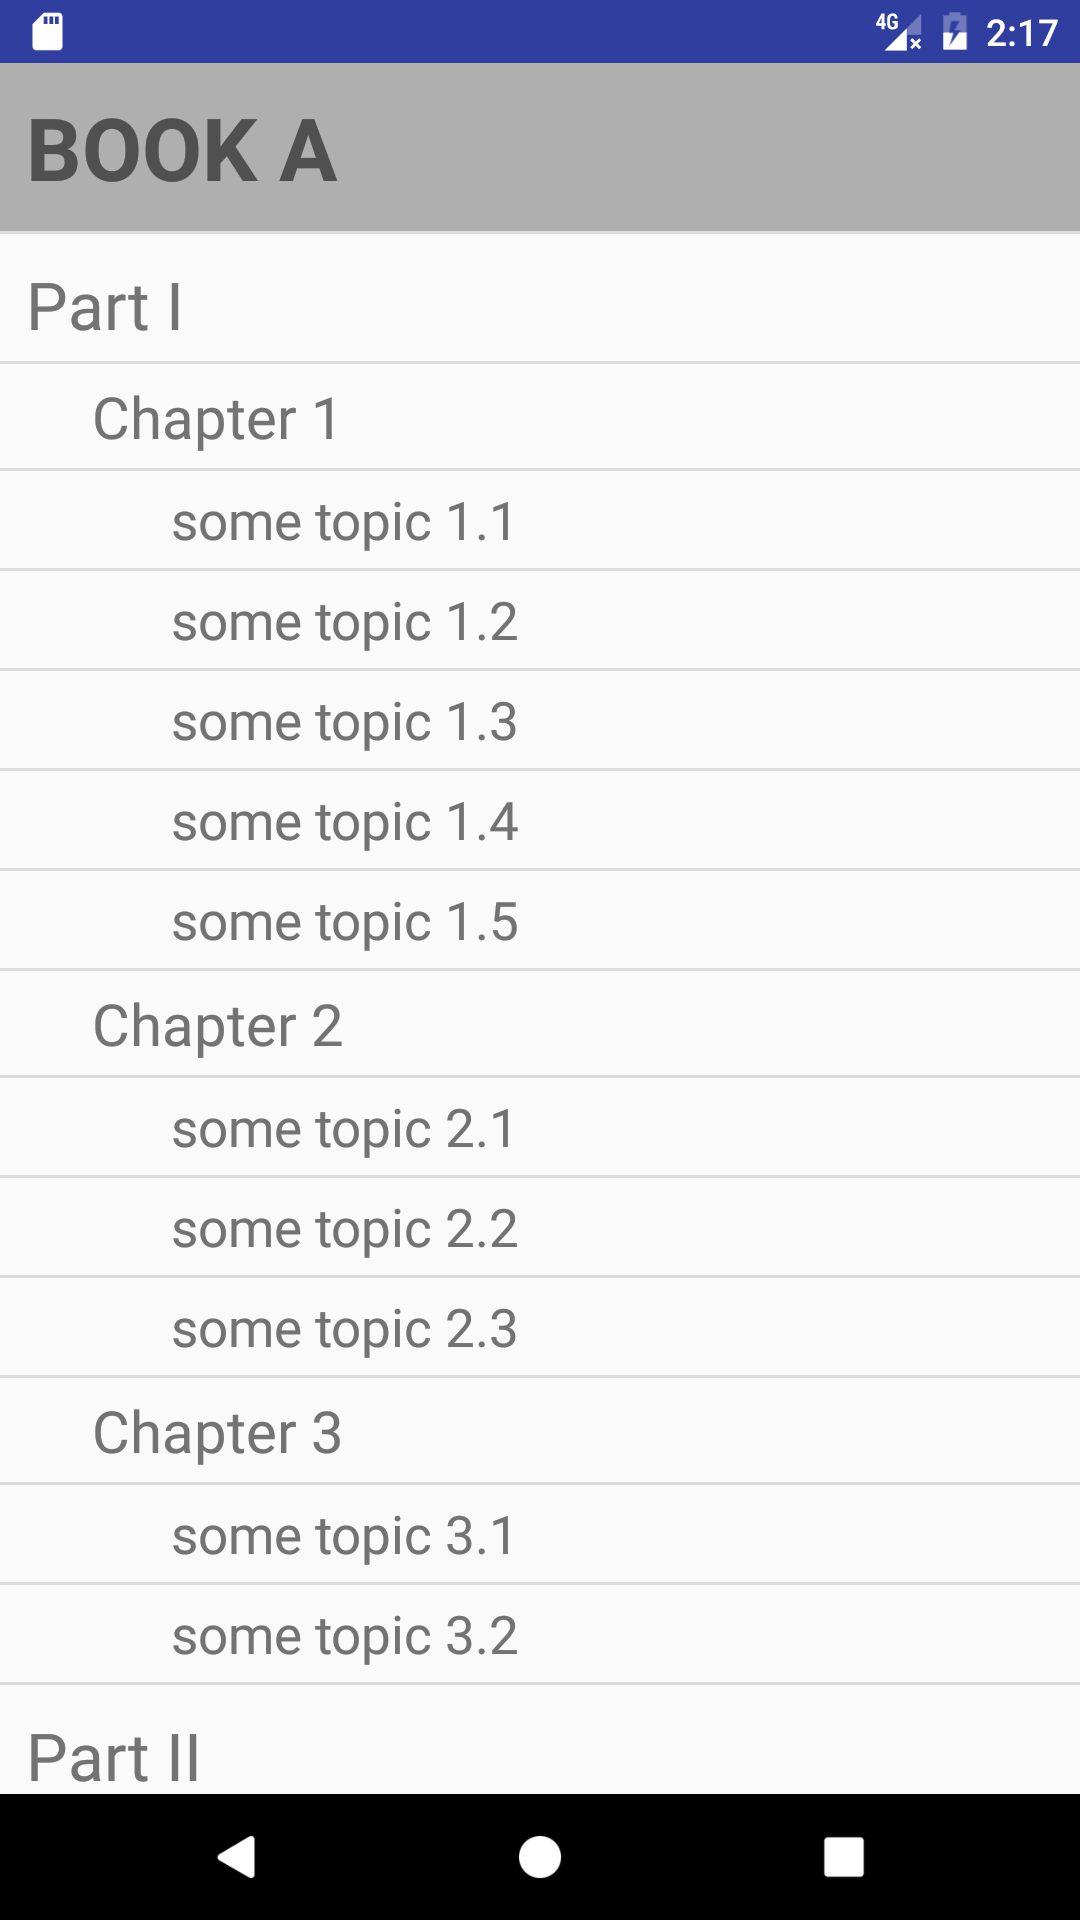 4G 2:17
BOOK A
Part I
Chapter 1
some topic 1.1
some topic 1.2
some topic 1.3
some topic 1.4
some topic 1.5
Chapter 2
some topic 2.1
some topic 2.2
some topic 2.3
Chapter 3
some topic 3.1
some topic 3.2
Part II